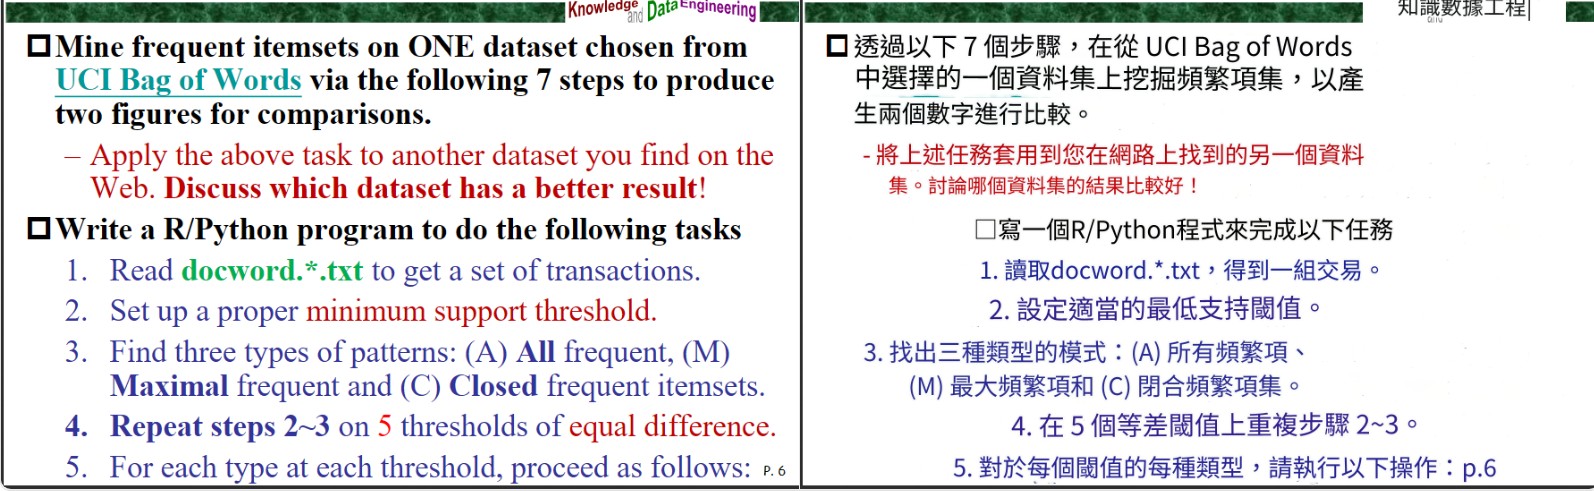 Knowledge and Data Engineering
❑Mine frequent itemsets on ONE dataset chosen from
UCI Bag of Words via the following 7 steps to produce
two figures for comparisons.
– Apply the above task to another dataset you find on the
Web. Discuss which dataset has a better result!
❑Write a R/Python program to do the following tasks
1. Read docword.*.txt to get a set of transactions.
2. Set up a proper minimum support threshold.
3. Find three types of patterns: (A) All frequent, (M)
Maximal frequent and (C) Closed frequent itemsets.
4. Repeat steps 2~3 on 5 thresholds of equal difference.
5. For each type at each threshold, proceed as follows: P. 6
知識數據工程
❑透過以下 7 個步驟，在從 UCI Bag of Words
中選擇的一個資料集上挖掘頻繁項集，以產
生兩個數字進行比較。
- 將上述任務套用到您在網路上找到的另一個資料
集。討論哪個資料集的結果比較好！
□寫一個R/Python程式來完成以下任務
1. 讀取docword.*.txt，得到一組交易。
2. 設定適當的最低支持閾值。
3. 找出三種類型的模式：(A) 所有頻繁項、
(M) 最大頻繁項和 (C) 閉合頻繁項集。
4. 在 5 個等差閾值上重複步驟 2~3。
5. 對於每個閾值的每種類型，請執行以下操作：p.6